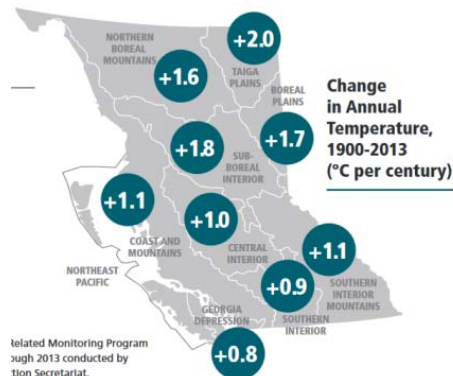 NORTHERN
BOREAL
MOUNTAINS
+1.6
+2.0
TAIGA
PLAINS
BOREAL
PLAINS
+1.7
Change
in Annual
Temperature,
1900-2013
(°C per century)
+1.8
SUB-
BOREAL
INTERIOR
+1.1
COAST AND
MOUNTAINS
NORTHEAST
PACIFIC
+1.0
CENTRAL
INTERIOR
+1.1
SOUTHERN
INTERIOR
MOUNTAINS
+0.9
SOUTHERN
INTERIOR
GEORGIA
DEPRESSION
+0.8
Related Monitoring Program
ough 2013 conducted by
tion Secretariat.